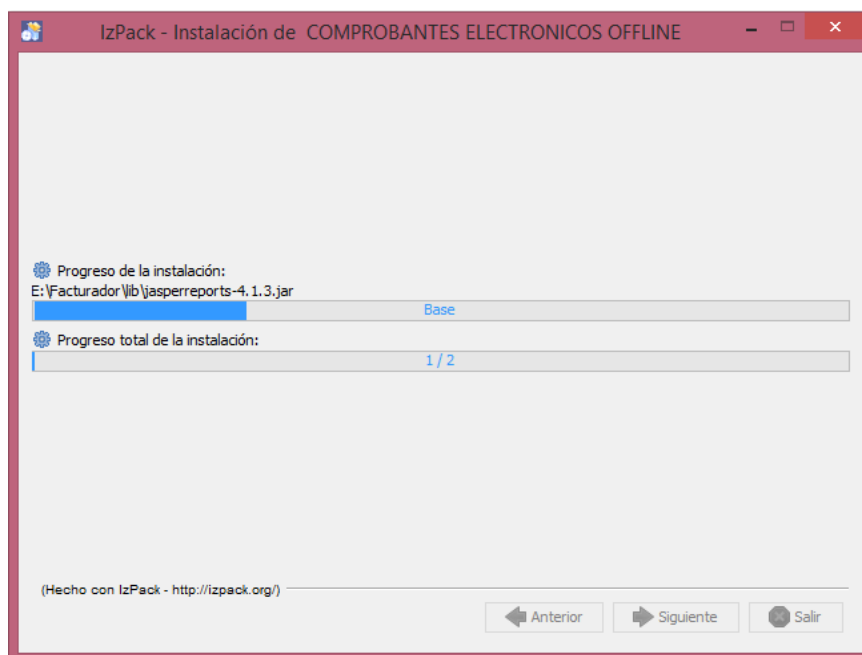 IzPack - Instalación de COMPROBANTES ELECTRONICOS OFFLINE
Progreso de la instalación:
E:\Facturador\lib\jasperreports-4.1.3.jar
Base
Progreso total de la instalación:
1 / 2
(Hecho con IzPack - http://izpack.org/)
Anterior
Siguiente
Salir